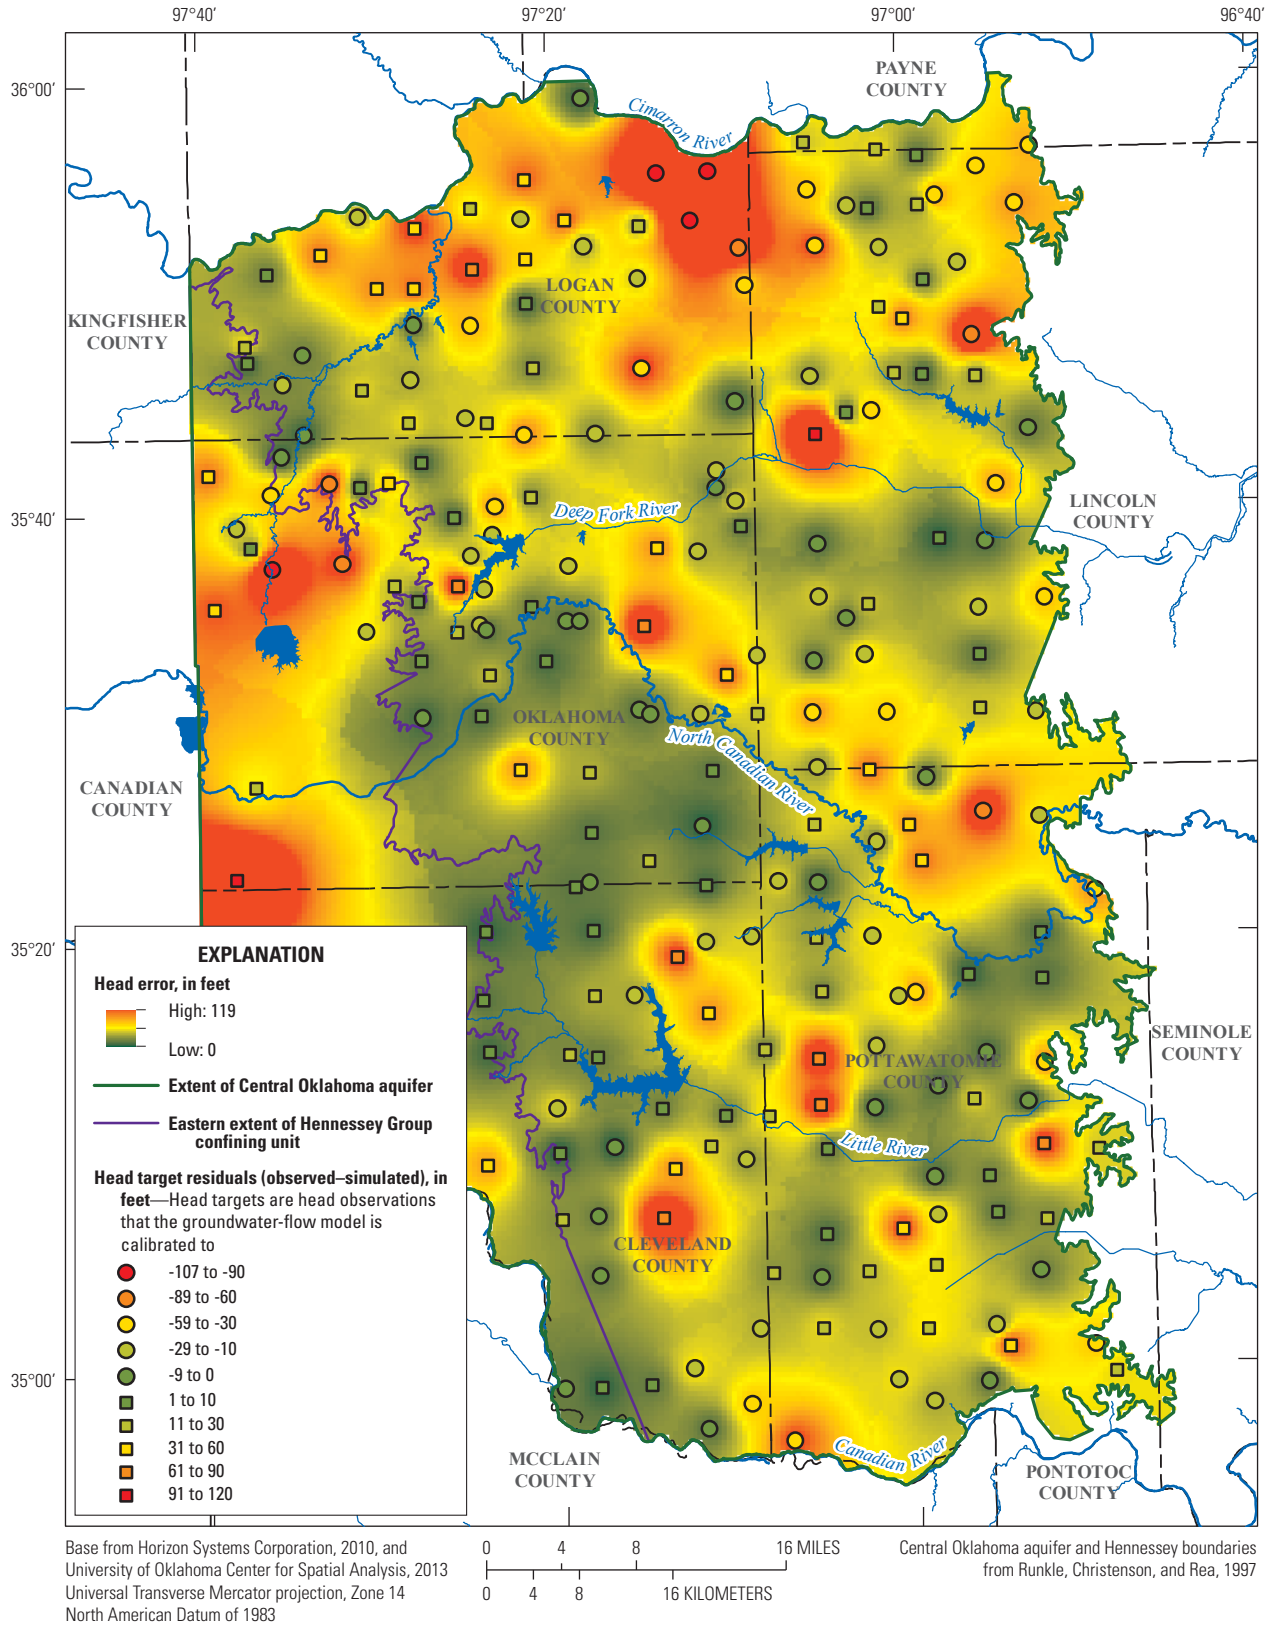 97°40′
97°20′
97°00′
96°40′
36°00′
35°40′
35°20′
35°00′
PAYNE
COUNTY
Cimarron River
LOGAN
COUNTY
KINGFISHER
COUNTY
LINCOLN
COUNTY
Deep Fork River
OKLAHOMA
COUNTY
North Canadian River
CANADIAN
COUNTY
SEMINOLE
COUNTY
POTTAWATOMIE
COUNTY
Little River
CLEVELAND
COUNTY
MCCLAIN
COUNTY
Canadian River
PONTOTOC
COUNTY
EXPLANATION
Head error, in feet
High: 119
Low: 0
Extent of Central Oklahoma aquifer
Eastern extent of Hennessey Group
confining unit
Head target residuals (observed–simulated), in
feet—Head targets are head observations
that the groundwater-flow model is
calibrated to
-107 to -90
-89 to -60
-59 to -30
-29 to -10
-9 to 0
1 to 10
11 to 30
31 to 60
61 to 90
91 to 120
Base from Horizon Systems Corporation, 2010, and
University of Oklahoma Center for Spatial Analysis, 2013
Universal Transverse Mercator projection, Zone 14
North American Datum of 1983
0 4 8 16 MILES
0 4 8 16 KILOMETERS
Central Oklahoma aquifer and Hennessey boundaries
from Runkle, Christenson, and Rea, 1997